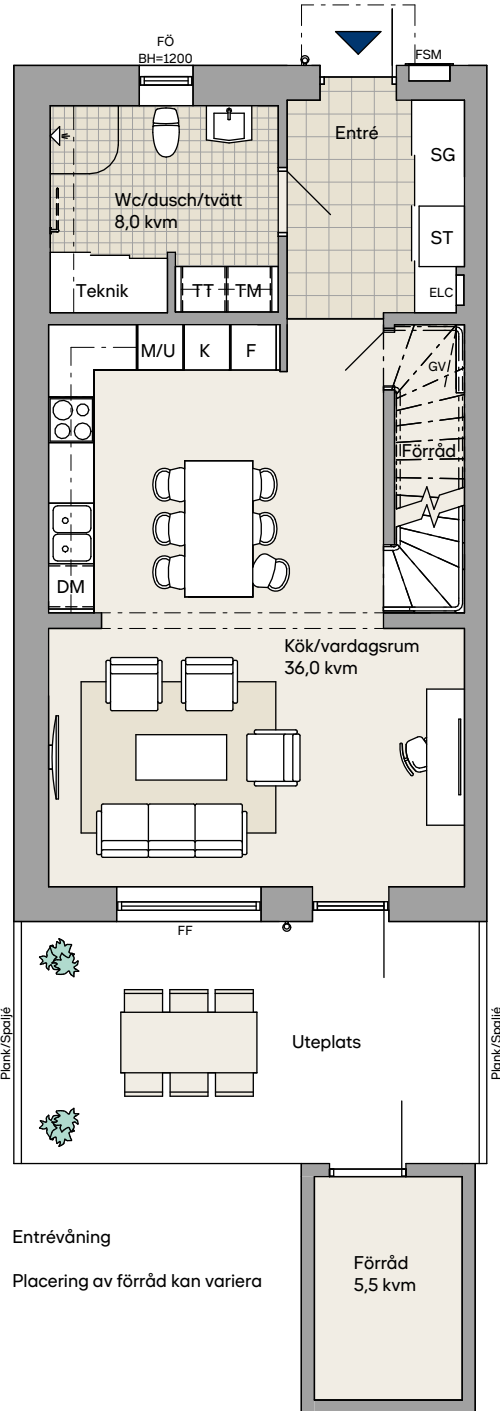 FÖ
BH=1200
FSM
Entré
SG
Wc/dusch/tvätt
8,0 kvm
ST
Teknik
TT
TM
ELC
M/U
K
F
GV
Förråd
DM
Kök/vardagsrum
36,0 kvm
FF
Plank/Spaljé
Plank/Spaljé
Uteplats
Entrévåning
Placering av förråd kan variera
Förråd
5,5 kvm